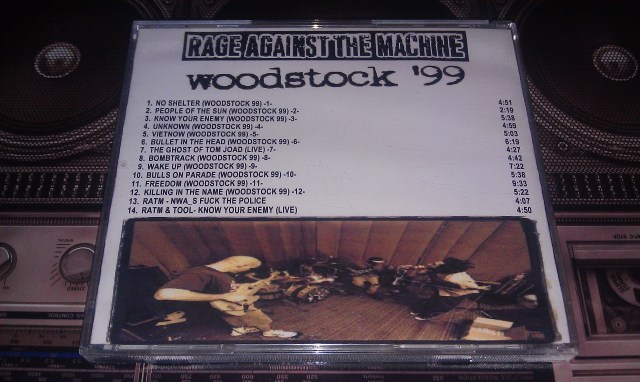 RAGE AGAINST THE MACHINE
woodstock '99
1. NO SHELTER (WOODSTOCK 99) -1- 4:51
2. PEOPLE OF THE SUN (WOODSTOCK 99) -2- 2:19
3. KNOW YOUR ENEMY (WOODSTOCK 99) -3- 5:38
4. UNKNOWN (WOODSTOCK 99) -4- 4:59
5. VIETNOW (WOODSTOCK 99) -5- 5:03
6. BULLET IN THE HEAD (WOODSTOCK 99) -6- 6:19
7. THE GHOST OF TOM JOAD (LIVE) -7- 4:27
8. BOMBTRACK (WOODSTOCK 99) -8- 4:42
9. WAKE UP (WOODSTOCK 99) -9- 7:22
10. BULLS ON PARADE (WOODSTOCK 99) -10- 5:38
11. FREEDOM (WOODSTOCK 99) -11- 9:33
12. KILLING IN THE NAME (WOODSTOCK 99) -12- 5:22
13. RATM - NWA_S FUCK THE POLICE 4:07
14. RATM & TOOL- KNOW YOUR ENEMY (LIVE) 4:50